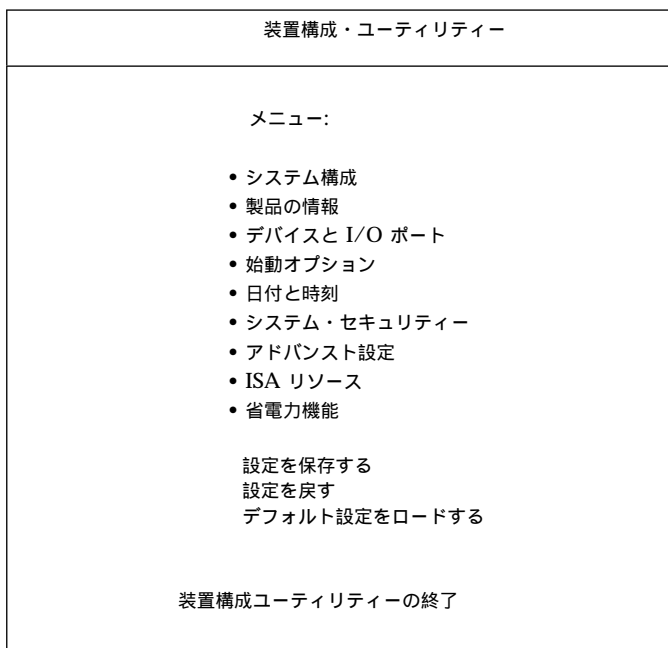 装置構成・ユーティリティー
メニュー:
• システム構成
• 製品の情報
• デバイスと I/O ポート
• 始動オプション
• 日付と時刻
• システム・セキュリティー
• アドバンスト設定
• ISA リソース
• 省電力機能
設定を保存する
設定を戻す
デフォルト設定をロードする
装置構成ユーティリティーの終了